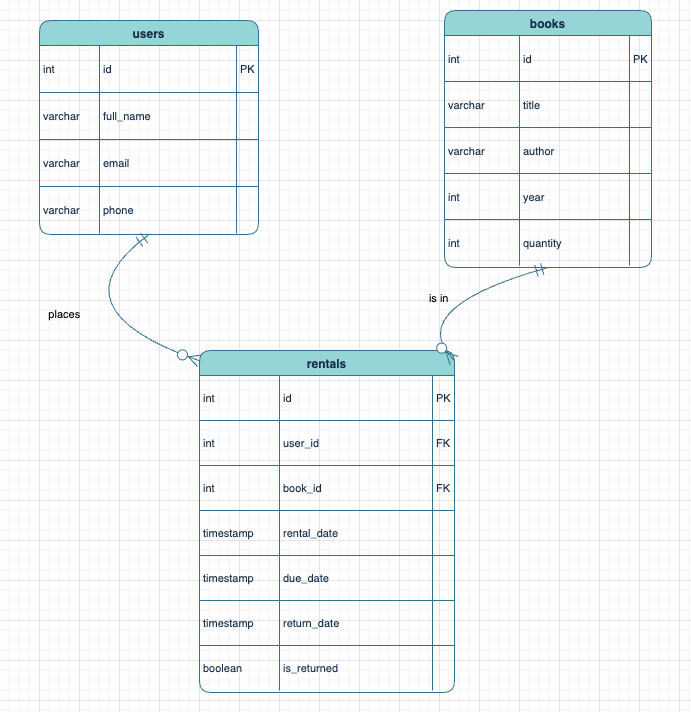 users
int id PK
varchar full_name
varchar email
varchar phone
books
int id PK
varchar title
varchar author
int year
int quantity
places
is in
rentals
int id PK
int user_id FK
int book_id FK
timestamp rental_date
timestamp due_date
timestamp return_date
boolean is_returned